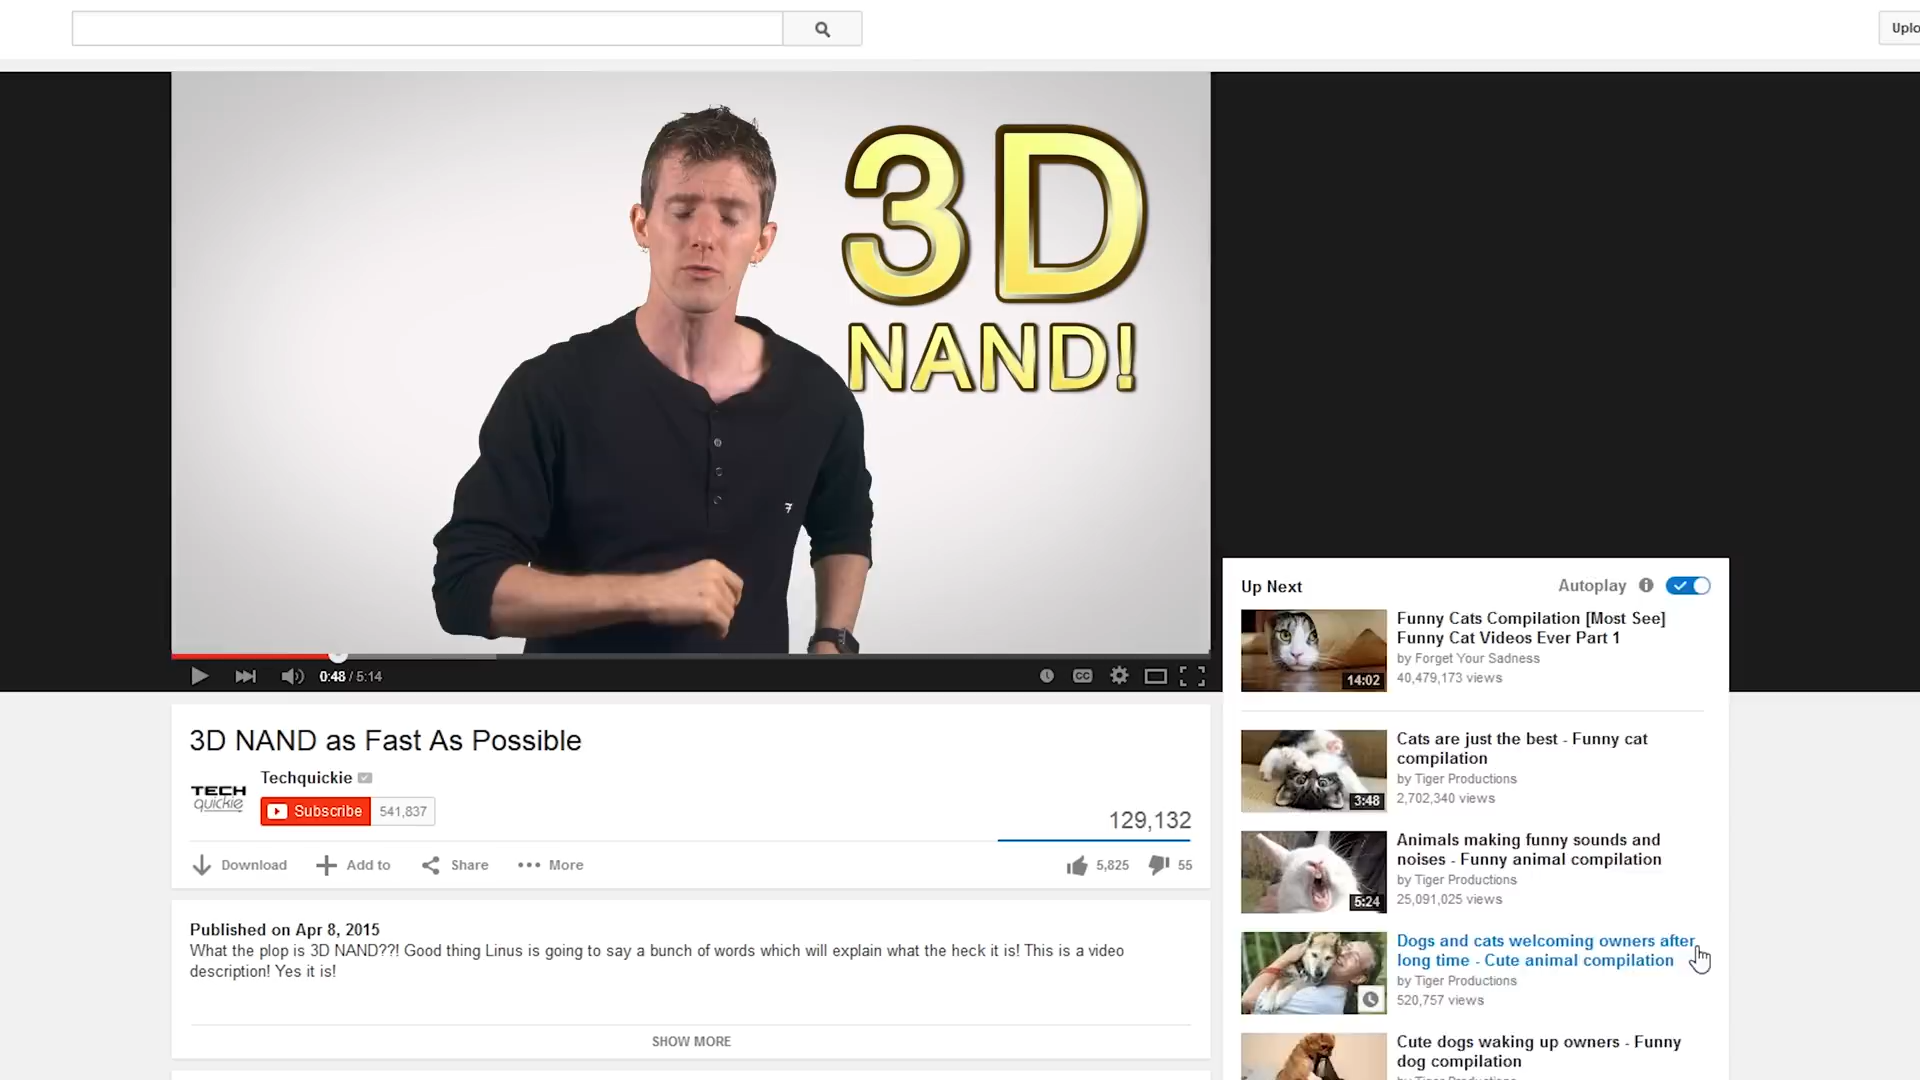 Uplo
3D
NAND!
0:48 / 5:14
CC
3D NAND as Fast As Possible
Techquickie
TECH
quickie
Subscribe 541,837
129,132
Download Add to Share More 5,825 55
Published on Apr 8, 2015
What the plop is 3D NAND??! Good thing Linus is going to say a bunch of words which will explain what the heck it is! This is a video
description! Yes it is!
SHOW MORE
Up Next Autoplay
Funny Cats Compilation [Most See]
Funny Cat Videos Ever Part 1
by Forget Your Sadness
40,479,173 views
14:02
Cats are just the best - Funny cat
compilation
by Tiger Productions
2,702,340 views
3:48
Animals making funny sounds and
noises - Funny animal compilation
by Tiger Productions
25,091,025 views
5:24
Dogs and cats welcoming owners after
long time - Cute animal compilation
by Tiger Productions
520,757 views
Cute dogs waking up owners - Funny
dog compilation
by Tiger Productions